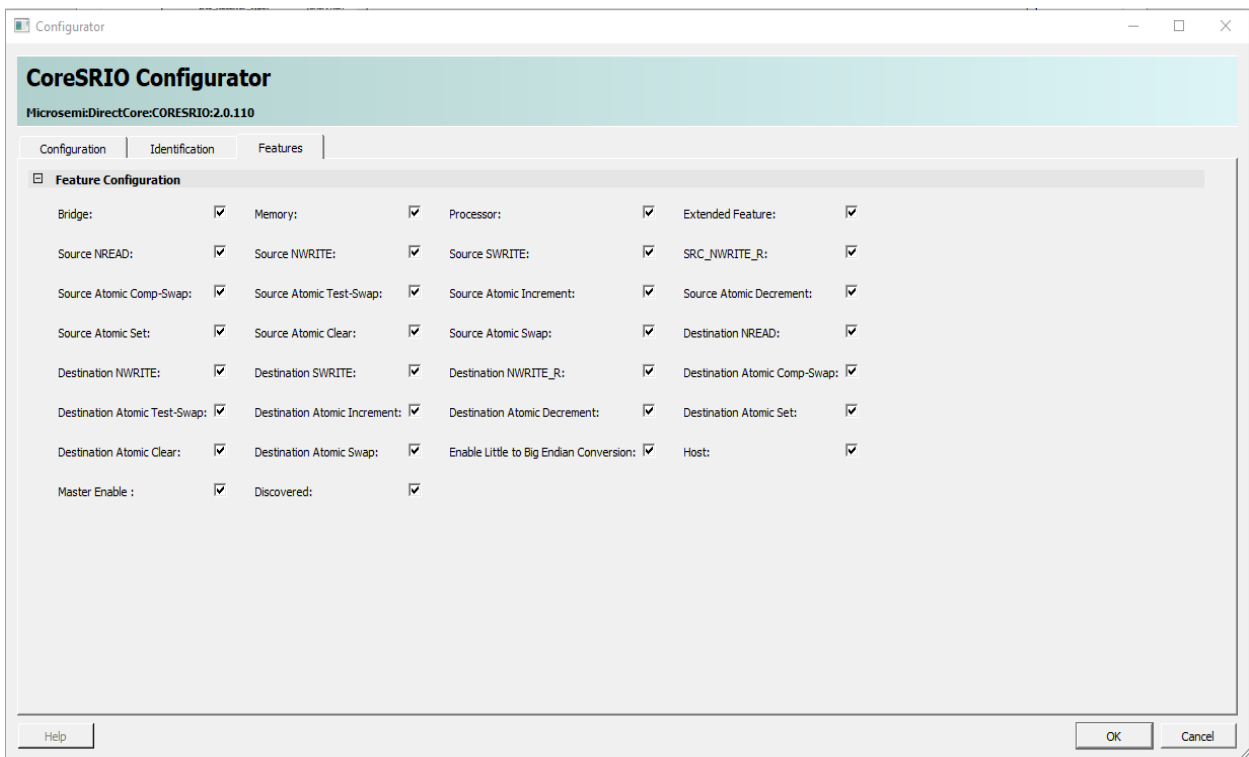 Configurator
CoreSRIO Configurator
Microsemi:DirectCore:CORESRIO:2.0.110
Configuration Identification Features
Feature Configuration
Bridge: Memory: Processor: Extended Feature:
Source NREAD: Source NWRITE: Source SWRITE: SRC_NWRITE_R:
Source Atomic Comp-Swap: Source Atomic Test-Swap: Source Atomic Increment: Source Atomic Decrement:
Source Atomic Set: Source Atomic Clear: Source Atomic Swap: Destination NREAD:
Destination NWRITE: Destination SWRITE: Destination NWRITE_R: Destination Atomic Comp-Swap:
Destination Atomic Test-Swap: Destination Atomic Increment: Destination Atomic Decrement: Destination Atomic Set:
Destination Atomic Clear: Destination Atomic Swap: Enable Little to Big Endian Conversion: Host:
Master Enable : Discovered:
Help OK Cancel